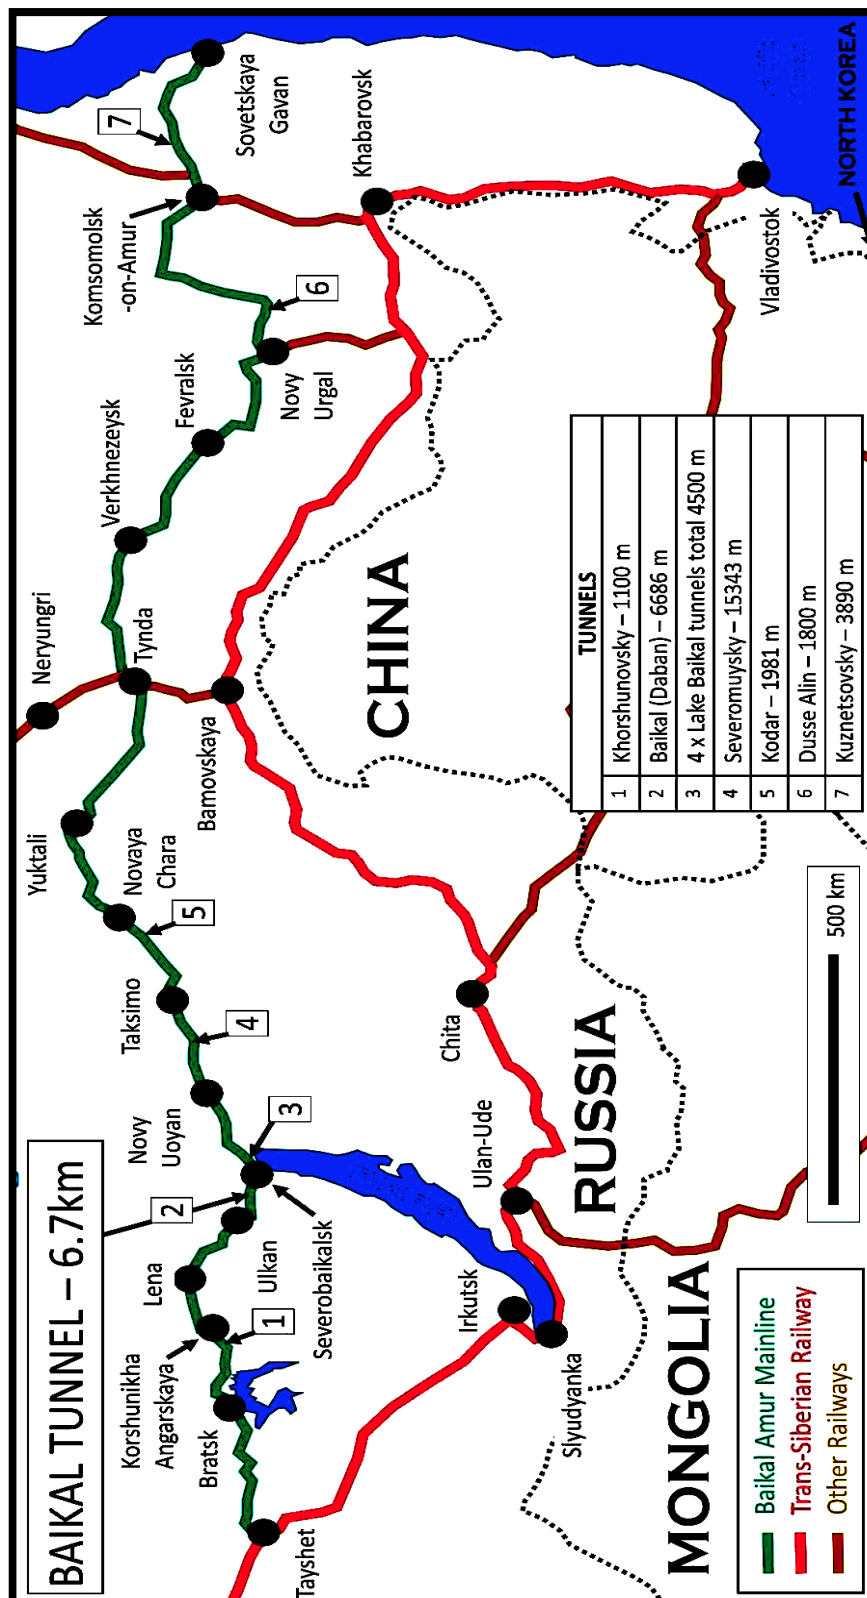 BAIKAL TUNNEL – 6.7km
Neryungri
Yuktali
Tynda
Verkhnezeysk
Komsomolsk
-on-Amur
7
Sovetskaya
Gavan
Novaya
Chara
Taksimo
5
Fevralsk
Novy
Uoyan
4
Bamovskaya
Novy
Urgal
6
Khabarovsk
2
3
Lena
Ulkan
Severobaikalsk
Korshunikha
Angarskaya
1
Bratsk
Tayshet
CHINA
Irkutsk
Slyudyanka
Ulan-Ude
Chita
RUSSIA
MONGOLIA
Vladivostok
NORTH KOREA
TUNNELS
1 Khorshunovsky – 1100 m
2 Baikal (Daban) – 6686 m
3 4 x Lake Baikal tunnels total 4500 m
4 Severomuysky – 15343 m
5 Kodar – 1981 m
6 Dusse Alin – 1800 m
7 Kuznetsovsky – 3890 m
500 km
Baikal Amur Mainline
Trans-Siberian Railway
Other Railways